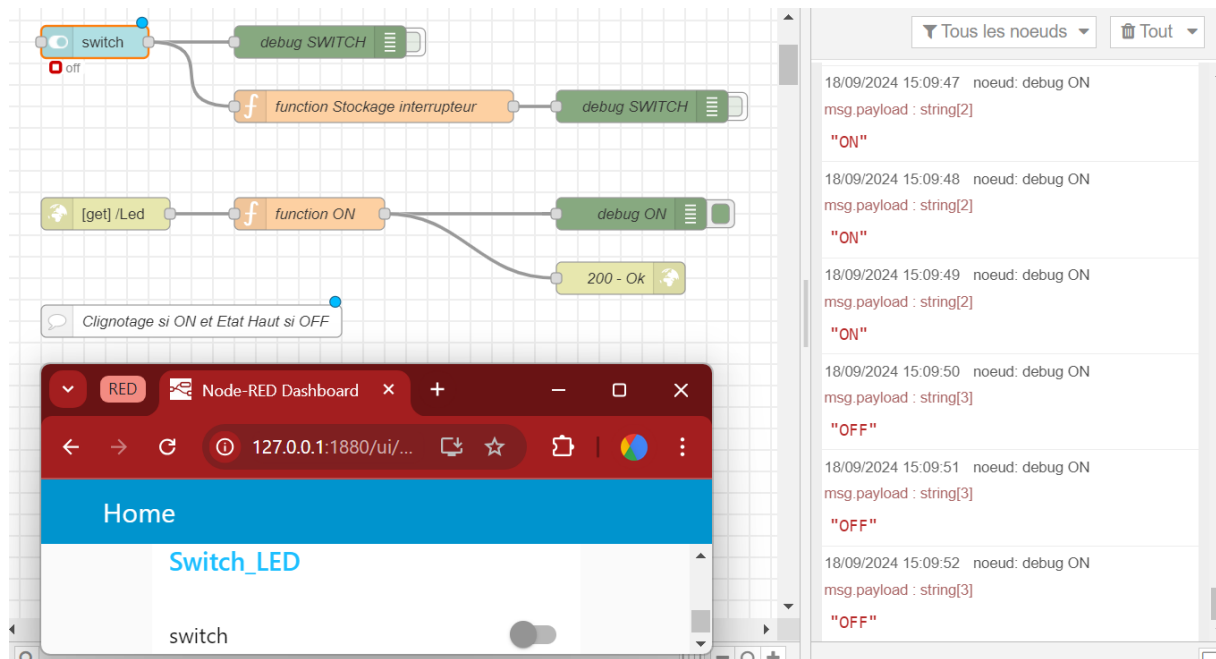 switch
debug SWITCH
off
function Stockage interrupteur
debug SWITCH
[get] /Led
function ON
debug ON
200 - Ok
Clignotage si ON et Etat Haut si OFF
RED
Node-RED Dashboard
127.0.0.1:1880/ui/...
Home
Switch_LED
switch
Tous les noeuds
Tout
18/09/2024 15:09:47 noeud: debug ON
msg.payload : string[2]
"ON"
18/09/2024 15:09:48 noeud: debug ON
msg.payload : string[2]
"ON"
18/09/2024 15:09:49 noeud: debug ON
msg.payload : string[2]
"ON"
18/09/2024 15:09:50 noeud: debug ON
msg.payload : string[3]
"OFF"
18/09/2024 15:09:51 noeud: debug ON
msg.payload : string[3]
"OFF"
18/09/2024 15:09:52 noeud: debug ON
msg.payload : string[3]
"OFF"